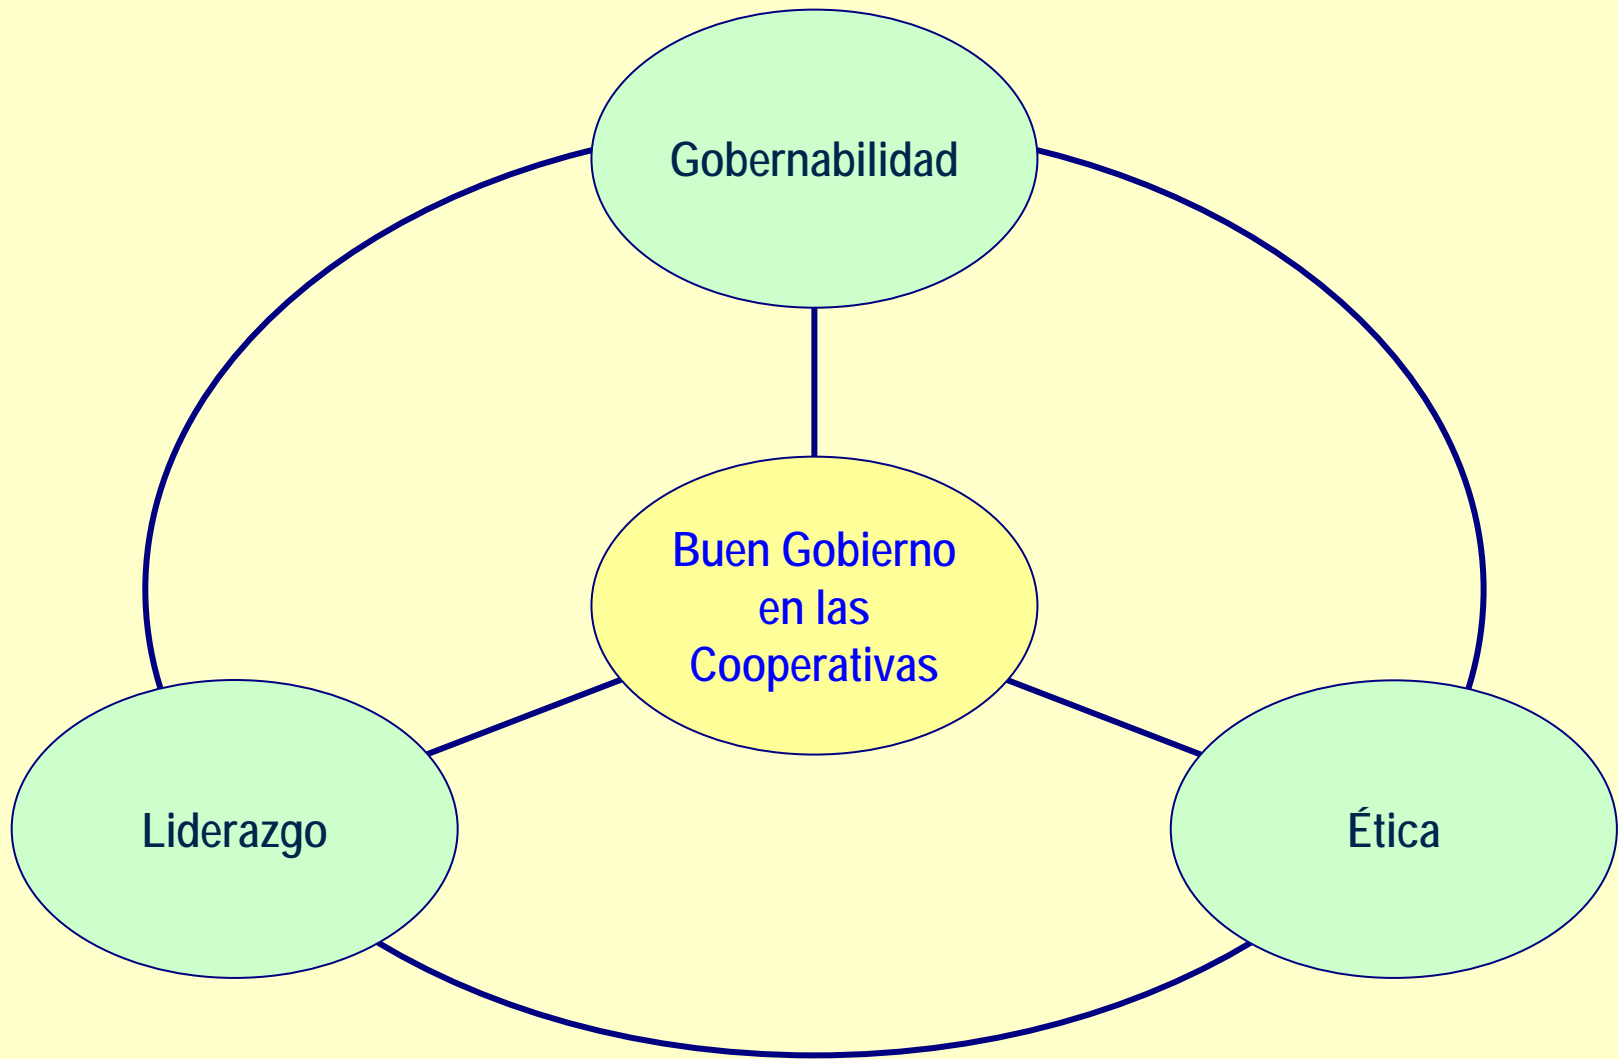 Gobernabilidad
Buen Gobierno
en las
Cooperativas
Liderazgo
Ética